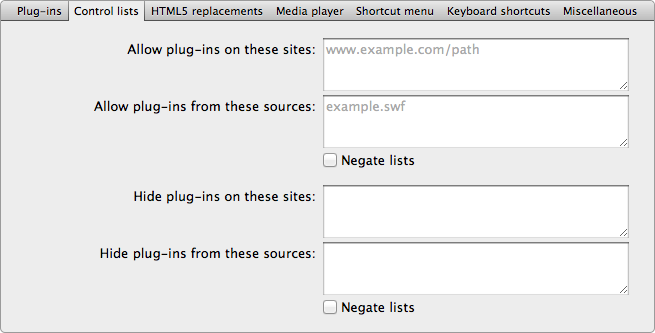 Plug-ins Control lists HTML5 replacements Media player Shortcut menu Keyboard shortcuts Miscellaneous
Allow plug-ins on these sites: www.example.com/path
Allow plug-ins from these sources: example.swf
Negate lists
Hide plug-ins on these sites:
Hide plug-ins from these sources:
Negate lists